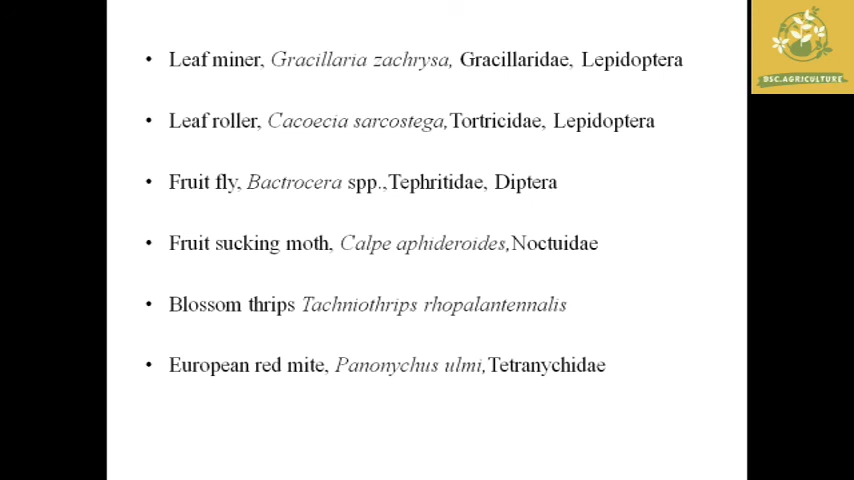 DSC.AGRICULTURE
• Leaf miner, Gracillaria zachrysa, Gracillaridae, Lepidoptera
• Leaf roller, Cacoecia sarcostega,Tortricidae, Lepidoptera
• Fruit fly, Bactrocera spp.,Tephritidae, Diptera
• Fruit sucking moth, Calpe aphideroides,Noctuidae
• Blossom thrips Tachniothrips rhopalantennalis
• European red mite, Panonychus ulmi,Tetranychidae